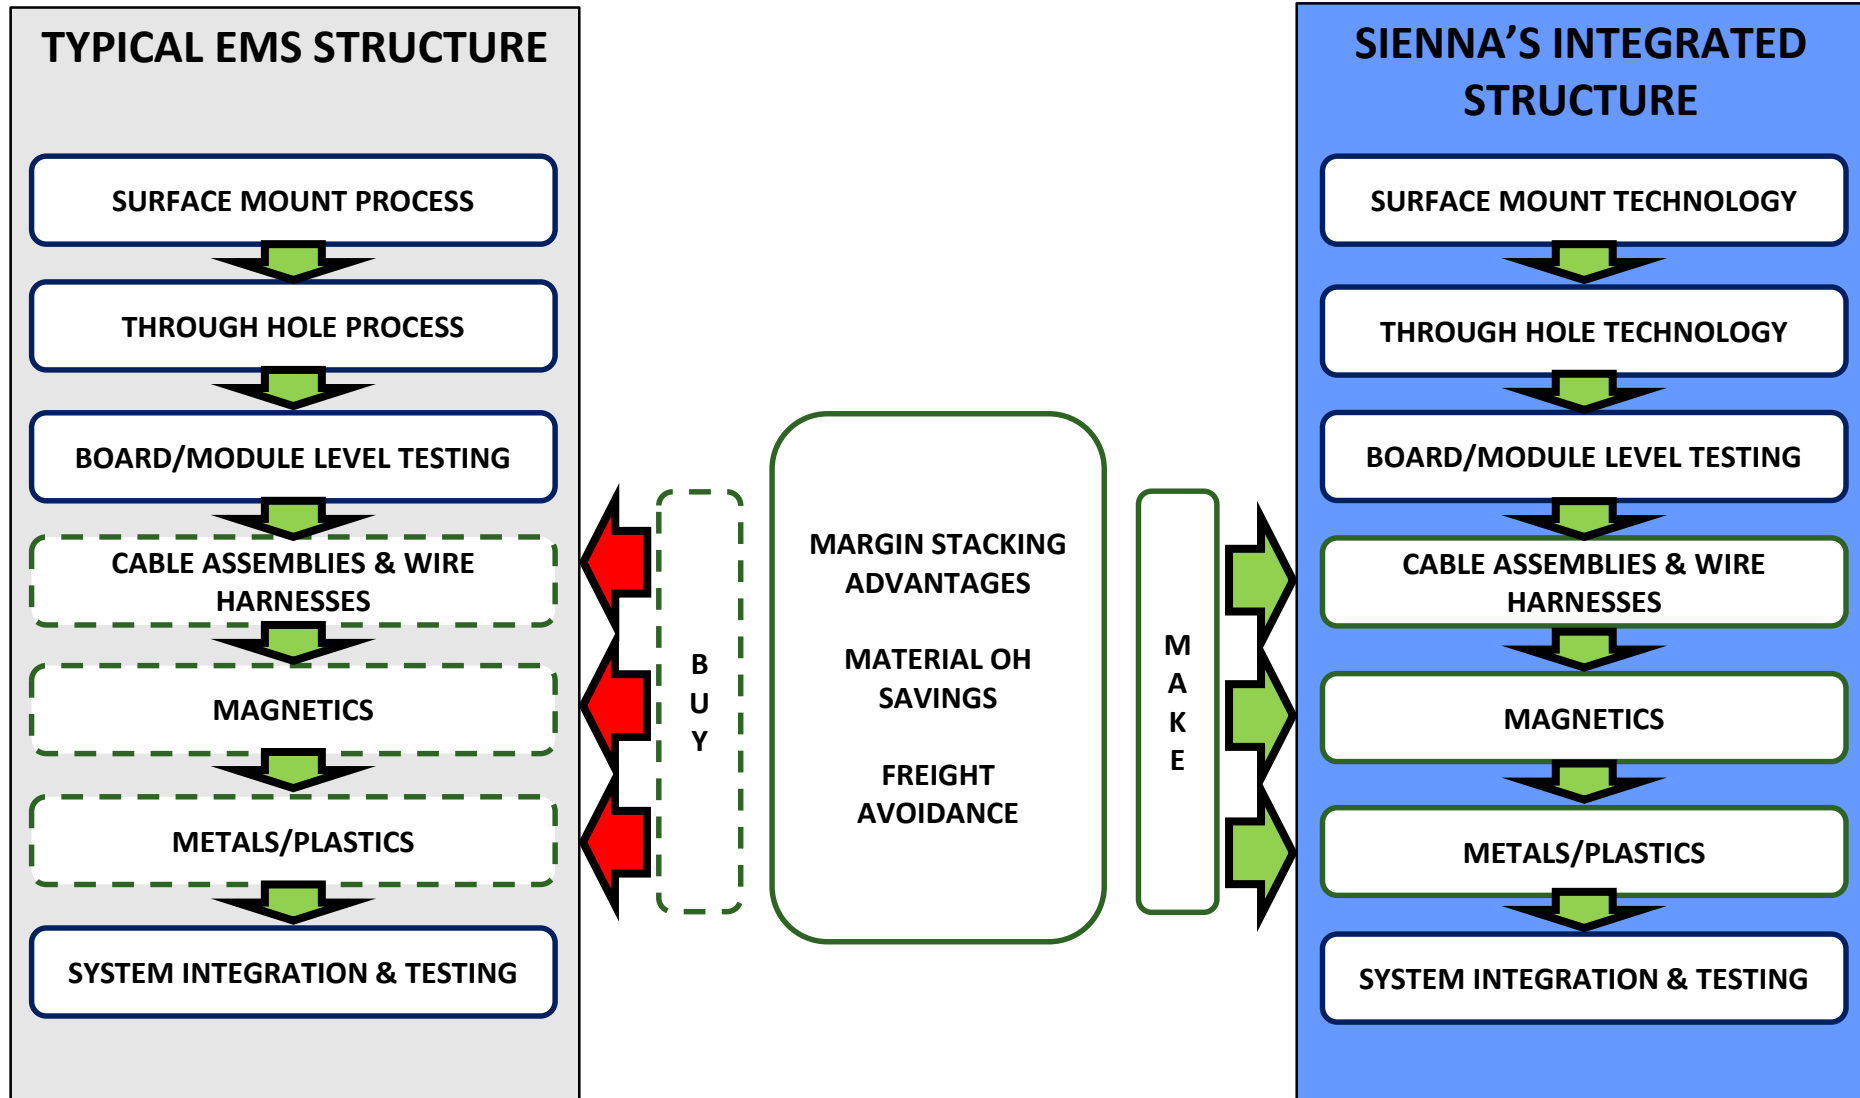 TYPICAL EMS STRUCTURE
SURFACE MOUNT PROCESS
THROUGH HOLE PROCESS
BOARD/MODULE LEVEL TESTING
CABLE ASSEMBLIES & WIRE
HARNESSES
MAGNETICS
METALS/PLASTICS
SYSTEM INTEGRATION & TESTING
B
U
Y
MARGIN STACKING
ADVANTAGES
MATERIAL OH
SAVINGS
FREIGHT
AVOIDANCE
M
A
K
E
SIENNA’S INTEGRATED
STRUCTURE
SURFACE MOUNT TECHNOLOGY
THROUGH HOLE TECHNOLOGY
BOARD/MODULE LEVEL TESTING
CABLE ASSEMBLIES & WIRE
HARNESSES
MAGNETICS
METALS/PLASTICS
SYSTEM INTEGRATION & TESTING